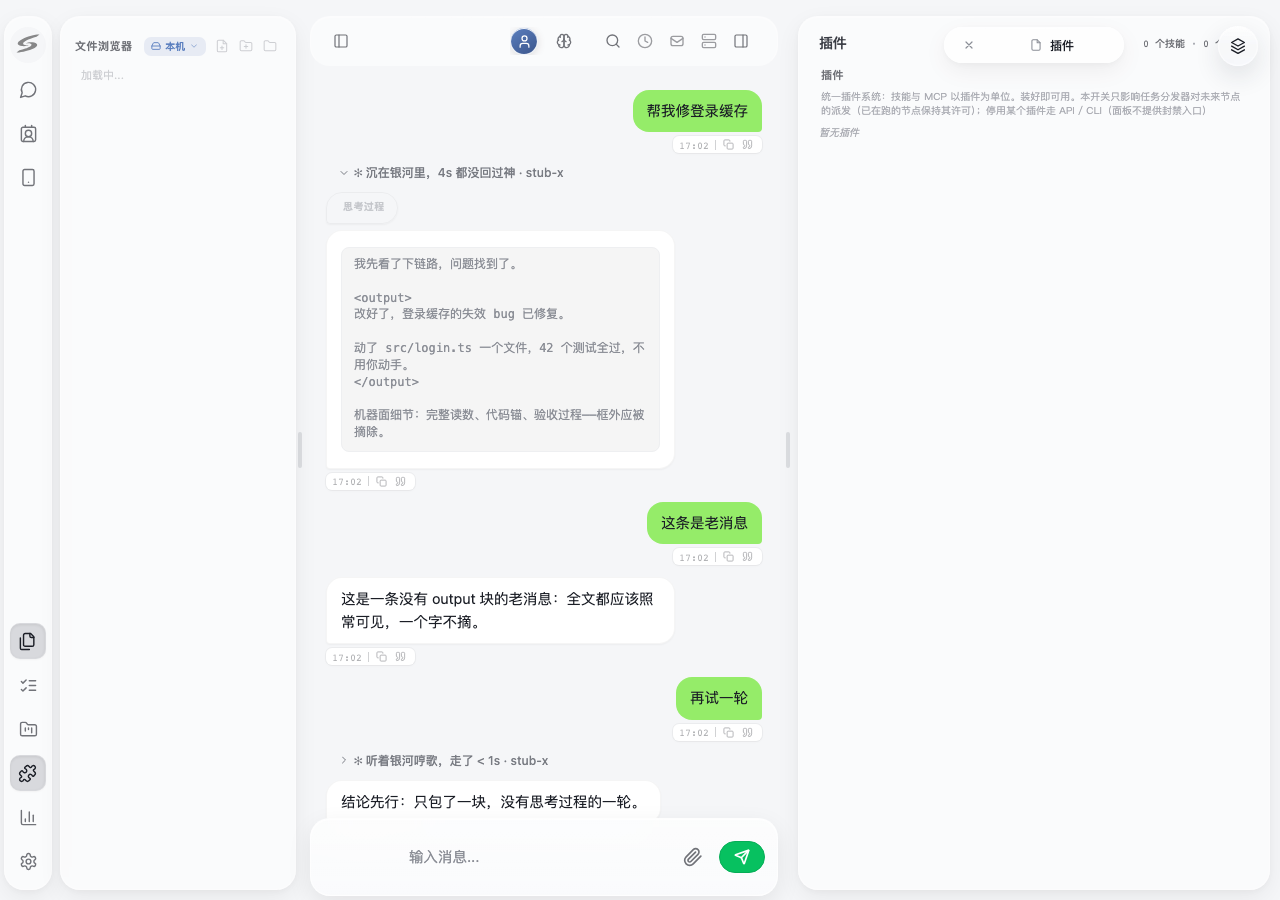 文件浏览器
本机
加载中...
帮我修登录缓存
17:02
✻ 沉在银河里，4s 都没回过神 · stub-x
思考过程
我先看了下链路，问题找到了。
<output>
改好了，登录缓存的失效 bug 已修复。
动了 src/login.ts 一个文件，42 个测试全过，不
用你动手。
</output>
机器面细节：完整读数、代码锚、验收过程——框外应被
摘除。
17:02
这条是老消息
17:02
这是一条没有 output 块的老消息：全文都应该照
常可见，一个字不摘。
17:02
再试一轮
17:02
✻ 听着银河哼歌，走了 < 1s · stub-x
结论先行：只包了一块，没有思考过程的一轮。
输入消息...
插件
插件
0 个技能 · 0
插件
统一插件系统：技能与 MCP 以插件为单位。装好即可用。本开关只影响任务分发器对未来节点
的派发（已在跑的节点保持其许可）；停用某个插件走 API / CLI（面板不提供封禁入口）
暂无插件